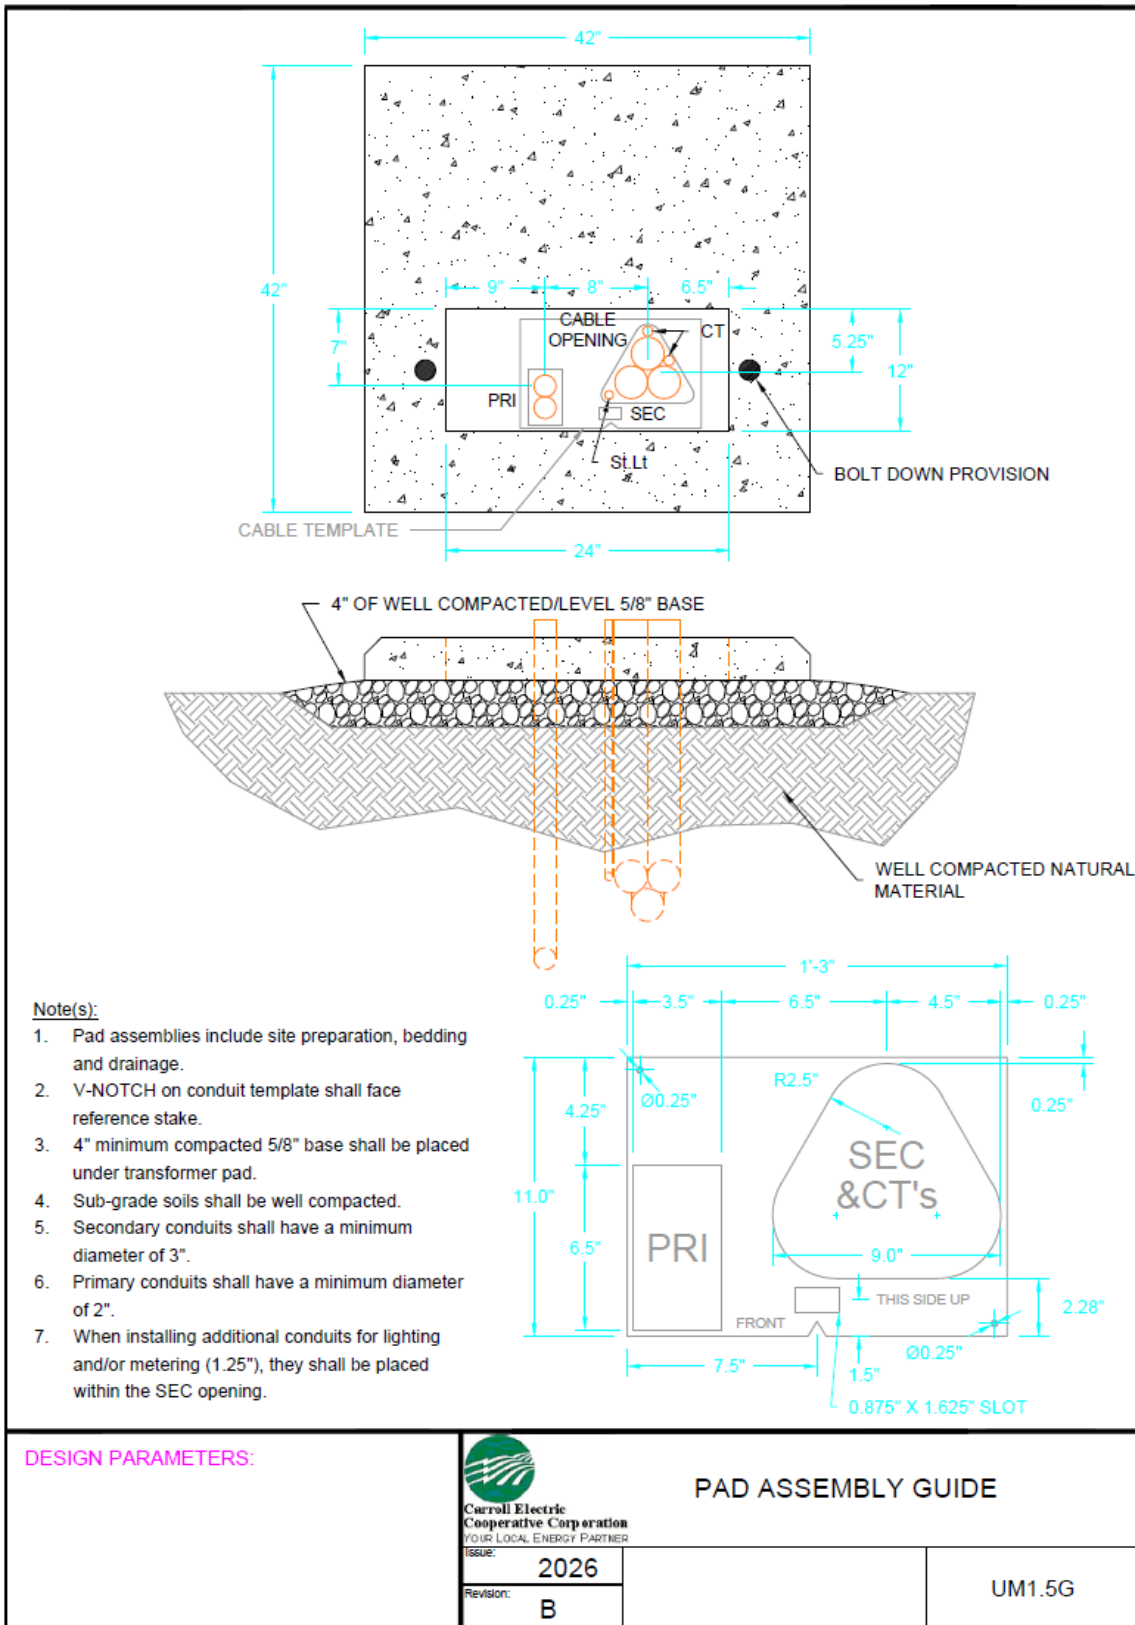 42"
42"
9"
8"
6.5"
CABLE
OPENING
CT
7"
5.25"
12"
PRI
SEC
St.Lt
BOLT DOWN PROVISION
CABLE TEMPLATE
24"
4" OF WELL COMPACTED/LEVEL 5/8" BASE
WELL COMPACTED NATURAL
MATERIAL
1'-3"
0.25"
3.5"
6.5"
4.5"
0.25"
Note(s):
1. Pad assemblies include site preparation, bedding
and drainage.
2. V-NOTCH on conduit template shall face
reference stake.
3. 4" minimum compacted 5/8" base shall be placed
under transformer pad.
4. Sub-grade soils shall be well compacted.
5. Secondary conduits shall have a minimum
diameter of 3".
6. Primary conduits shall have a minimum diameter
of 2".
7. When installing additional conduits for lighting
and/or metering (1.25"), they shall be placed
within the SEC opening.
R2.5"
Ø0.25"
4.25"
0.25"
SEC
&CT's
11.0"
6.5"
PRI
9.0"
THIS SIDE UP
2.28"
FRONT
Ø0.25"
7.5"
1.5"
0.875" X 1.625" SLOT
DESIGN PARAMETERS:
Carroll Electric
Cooperative Corporation
YOUR LOCAL ENERGY PARTNER
PAD ASSEMBLY GUIDE
Issue:
2026
Revision:
B
UM1.5G